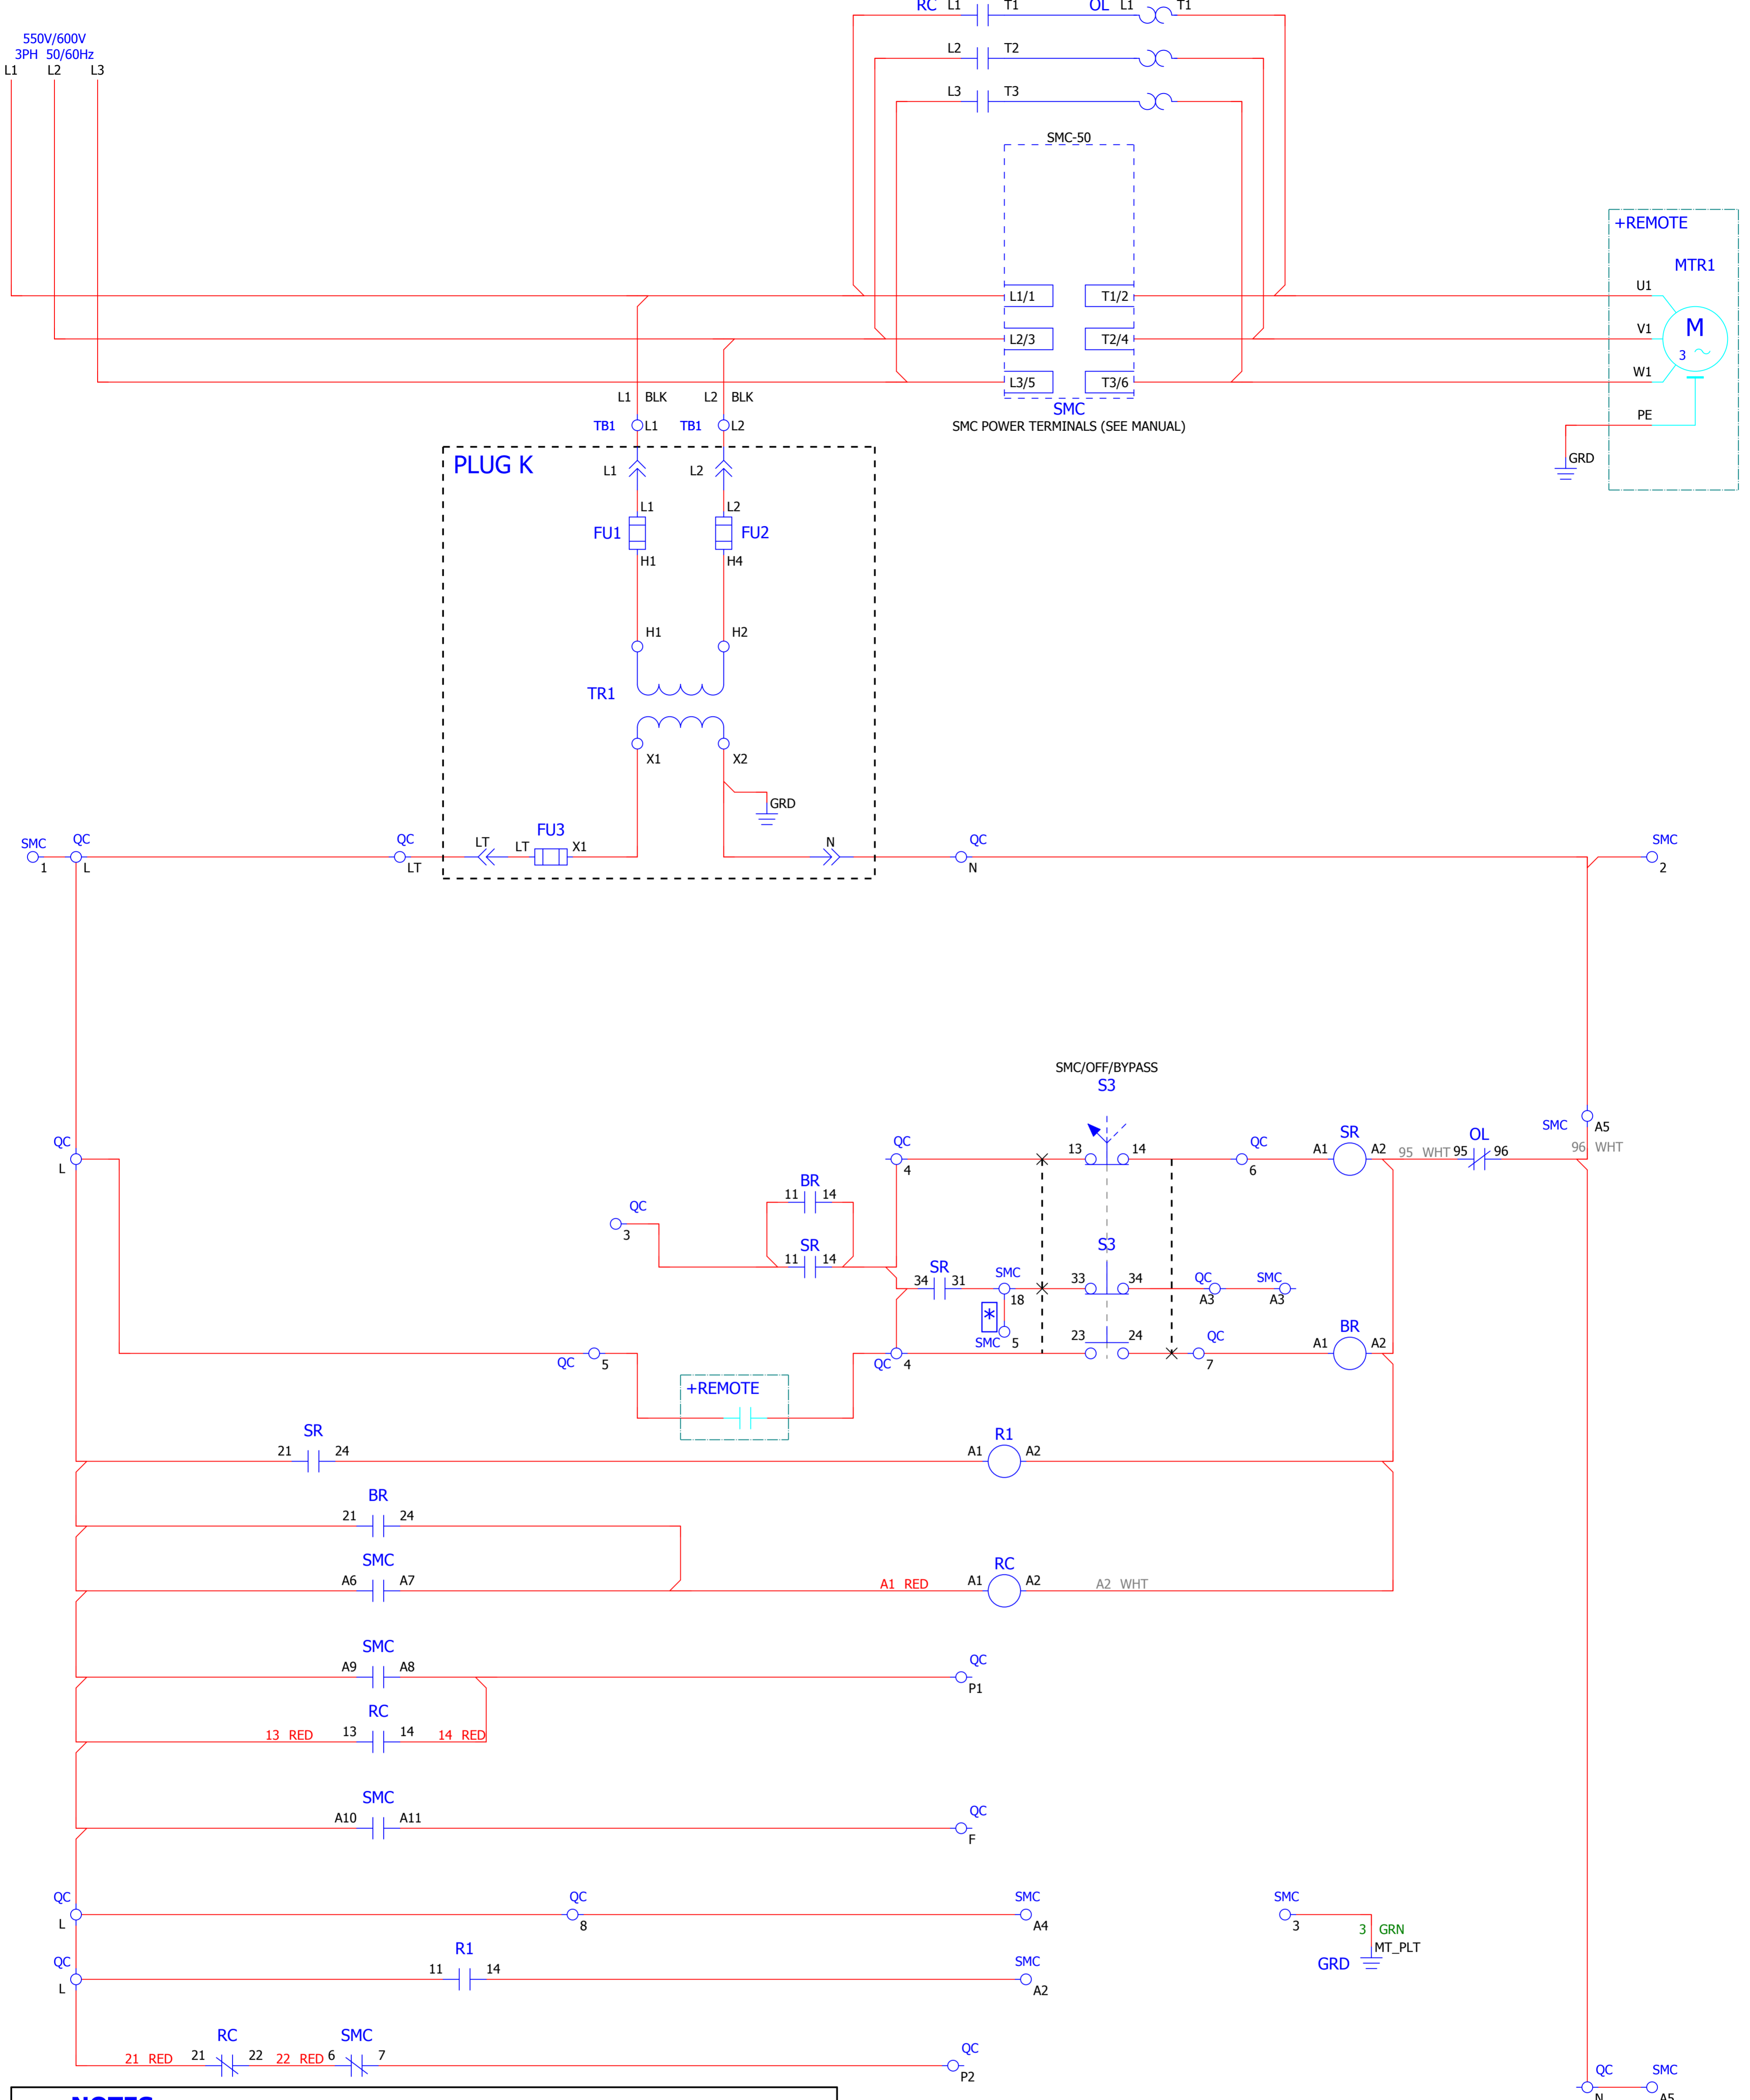 RC L1 T1 OL L1 T1
550V/600V
3PH 50/60Hz
L1 L2 L3
L2 T2
L3 T3
SMC-50
+REMOTE
MTR1
U1
L1/1 T1/2
V1 M
L2/3 T2/4
3
W1
L3/5 T3/6
L1 BLK L2 BLK
SMC
PE
TB1 L1 TB1 L2
SMC POWER TERMINALS (SEE MANUAL)
PLUG K
L1 L2
GRD
L1 L2
FU1 FU2
H1 H4
H1 H2
TR1
X1 X2
GRD
SMC QC QC LT LT FU3 X1 N QC SMC
1 L LT N 2
SMC/OFF/BYPASS
S3
SMC A5
QC QC 13 14 QC A1 SR A2 95 WHT 95 OL 96 96 WHT
L 4 6
BR
11 14
QC
3
SR
11 14
S3
SR
34 31 SMC 33 34 QC SMC
18 A3 A3
*
SMC 5 23 24 QC A1 BR A2
QC 5 QC 4 7
+REMOTE
SR R1
21 24 A1 A2
BR
21 24
SMC RC
A6 A7 A1 RED A1 A2 A2 WHT
SMC QC
A9 A8 P1
RC
13 RED 13 14 14 RED
SMC QC
A10 A11 F
QC QC SMC SMC
L 8 A4 3
3 GRN
MT_PLT
GRD
QC R1 SMC
L 11 14 A2
RC SMC QC
21 RED 21 22 22 RED 6 7 P2
QC SMC
N A5
NOTES